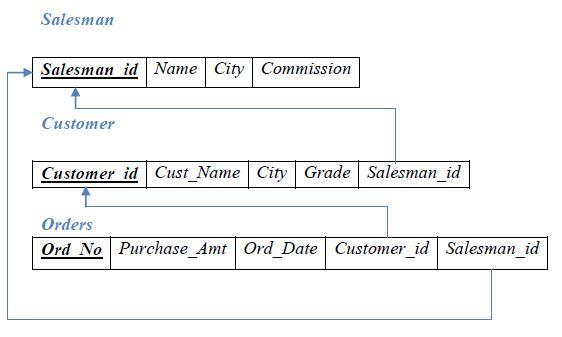 Salesman
Salesman_id Name City Commission
Customer
Customer_id Cust_Name City Grade Salesman_id
Orders
Ord_No Purchase_Amt Ord_Date Customer_id Salesman_id